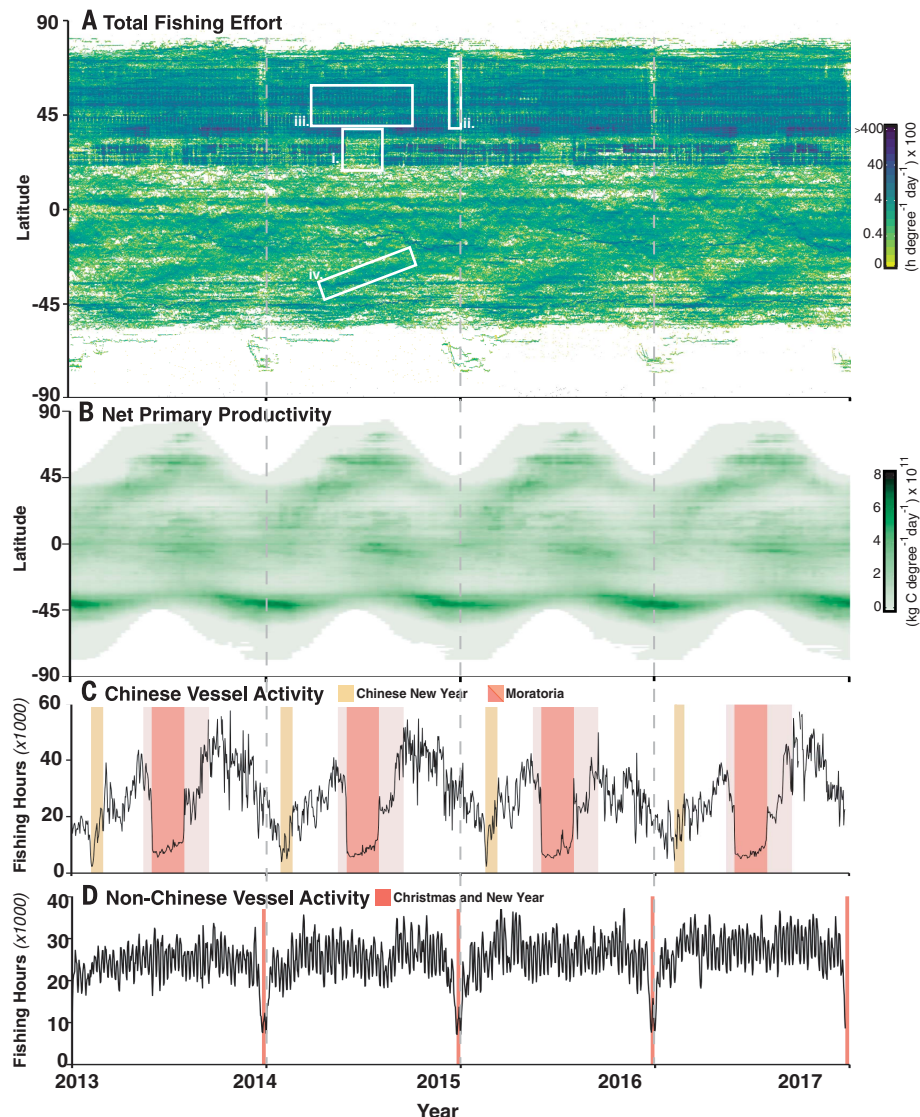 A Total Fishing Effort
90
45
0
-45
-90
Latitude
i.
ii.
iii.
iv.
>400
40
4
0.4
0
(h degree-1 day-1) x 100
B Net Primary Productivity
90
45
0
-45
-90
Latitude
8
6
4
2
0
(kg C degree-1day-1) x 10^11
C Chinese Vessel Activity
Chinese New Year
Moratoria
60
40
20
0
Fishing Hours (x1000)
D Non-Chinese Vessel Activity
Christmas and New Year
40
30
20
10
0
Fishing Hours (x1000)
2013 2014 2015 2016 2017
Year